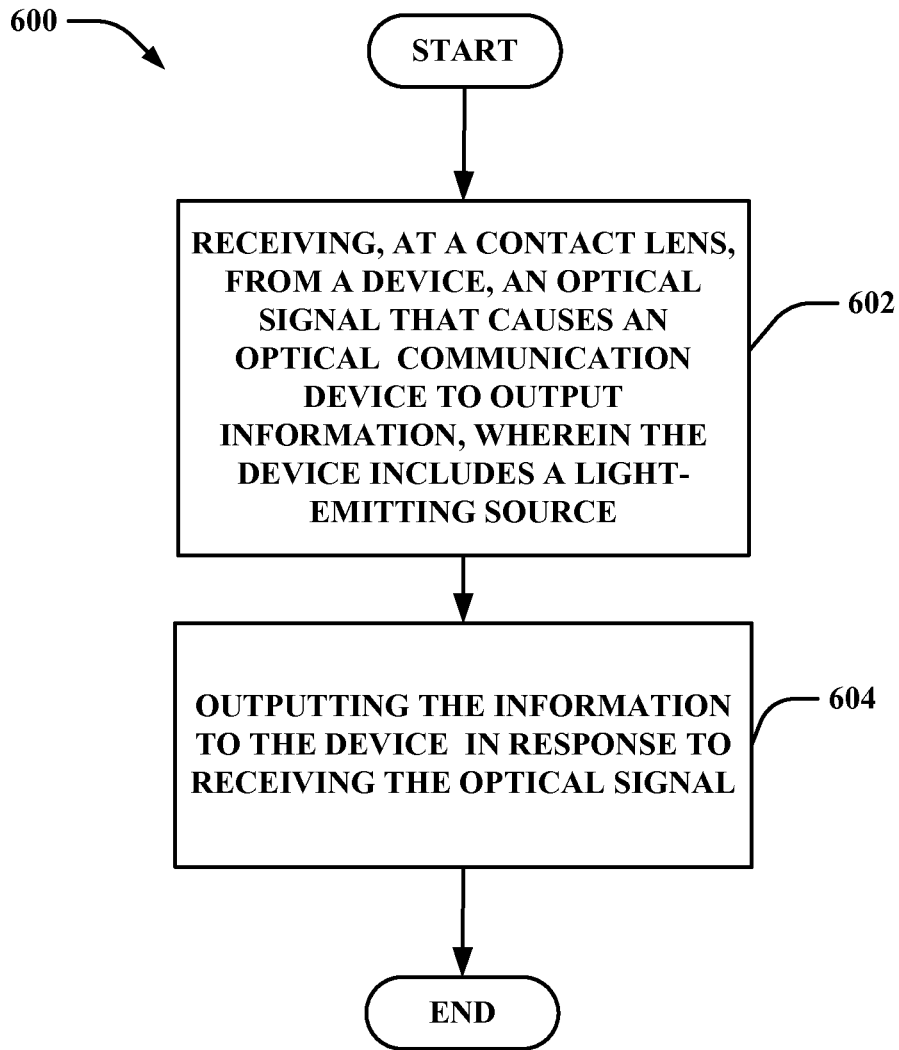 600
START
RECEIVING, AT A CONTACT LENS,
FROM A DEVICE, AN OPTICAL
SIGNAL THAT CAUSES AN
OPTICAL COMMUNICATION
DEVICE TO OUTPUT
INFORMATION, WHEREIN THE
DEVICE INCLUDES A LIGHT-
EMITTING SOURCE
602
OUTPUTTING THE INFORMATION
TO THE DEVICE IN RESPONSE TO
RECEIVING THE OPTICAL SIGNAL
604
END